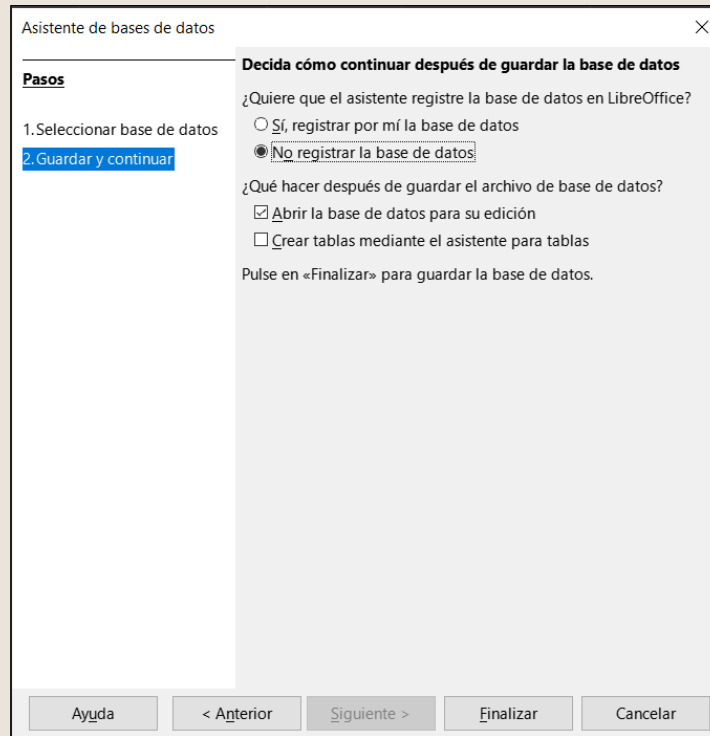 Asistente de bases de datos
Pasos
1. Seleccionar base de datos
2. Guardar y continuar
Decida cómo continuar después de guardar la base de datos
¿Quiere que el asistente registre la base de datos en LibreOffice?
Sí, registrar por mí la base de datos
No registrar la base de datos
¿Qué hacer después de guardar el archivo de base de datos?
Abrir la base de datos para su edición
Crear tablas mediante el asistente para tablas
Pulse en «Finalizar» para guardar la base de datos.
Ayuda
< Anterior
Siguiente >
Finalizar
Cancelar